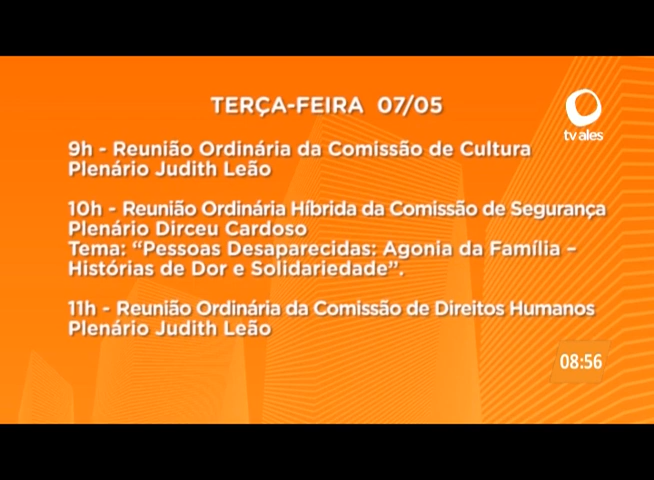 TERÇA-FEIRA 07/05
tv ales
9h - Reunião Ordinária da Comissão de Cultura
Plenário Judith Leão
10h - Reunião Ordinária Híbrida da Comissão de Segurança
Plenário Dirceu Cardoso
Tema: “Pessoas Desaparecidas: Agonia da Família –
Histórias de Dor e Solidariedade”.
11h - Reunião Ordinária da Comissão de Direitos Humanos
Plenário Judith Leão
08:56